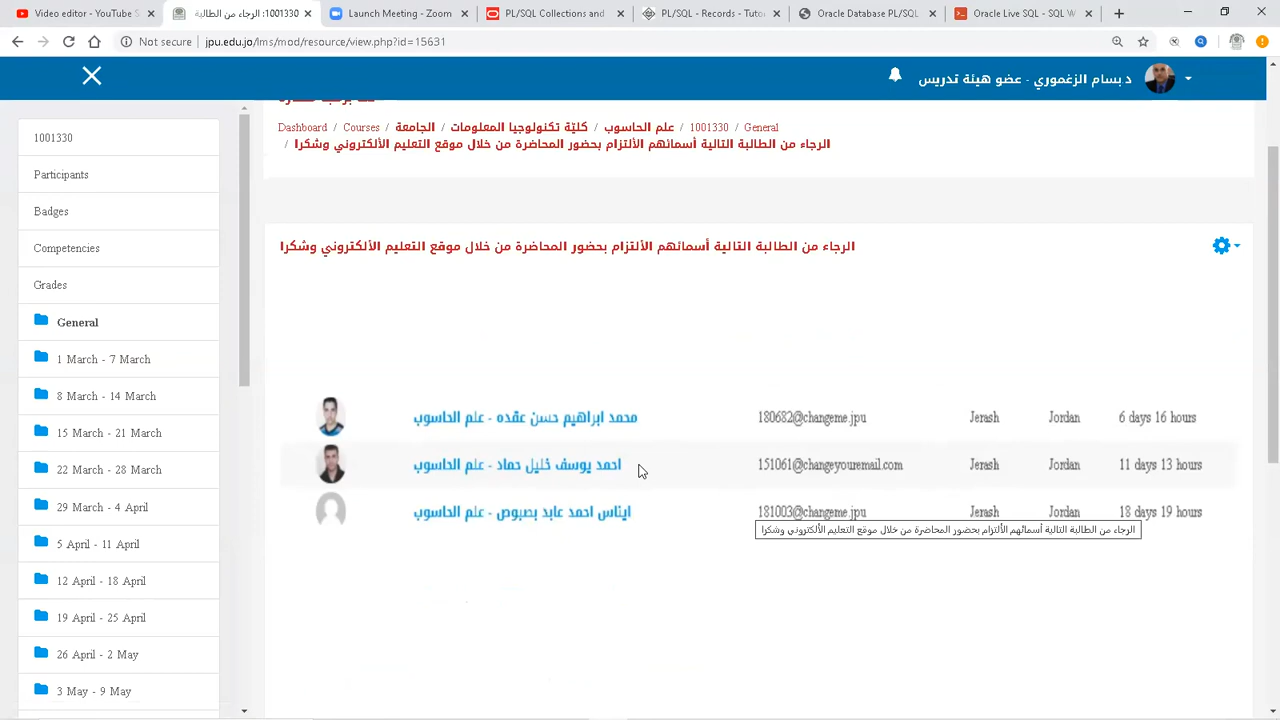 Video editor - YouTube S
1001330: الرجاء من الطالبة
Launch Meeting - Zoom
PL/SQL Collections and
PL/SQL - Records - Tuto
Oracle Database PL/SQL
Oracle Live SQL - SQL W
Not secure | jpu.edu.jo/lms/mod/resource/view.php?id=15631
د بسام الزغموري - عضو هيئة تدريس
Dashboard / Courses / الجامعة / كليّة تكنولوجيا المعلومات / علم الحاسوب / 1001330 / General
/ الرجاء من الطالبة التالية أسمائهم الألتزام بحضور المحاضرة من خلال موقع التعليم الألكتروني وشكرا
1001330
Participants
Badges
Competencies
Grades
General
1 March - 7 March
8 March - 14 March
15 March - 21 March
22 March - 28 March
29 March - 4 April
5 April - 11 April
12 April - 18 April
19 April - 25 April
26 April - 2 May
3 May - 9 May
الرجاء من الطالبة التالية أسمائهم الألتزام بحضور المحاضرة من خلال موقع التعليم الألكتروني وشكرا
محمد ابراهيم حسن عقده - علم الحاسوب 180682@changeme.jpu Jerash Jordan 6 days 16 hours
احمد يوسف خليل حماد - علم الحاسوب 151061@changeyouremail.com Jerash Jordan 11 days 13 hours
ايناس احمد عابد بصبوص - علم الحاسوب 181003@changeme.jpu Jerash Jordan 18 days 19 hours
الرجاء من الطالبة التالية أسمائهم الألتزام بحضور المحاضرة من خلال موقع التعليم الألكتروني وشكرا